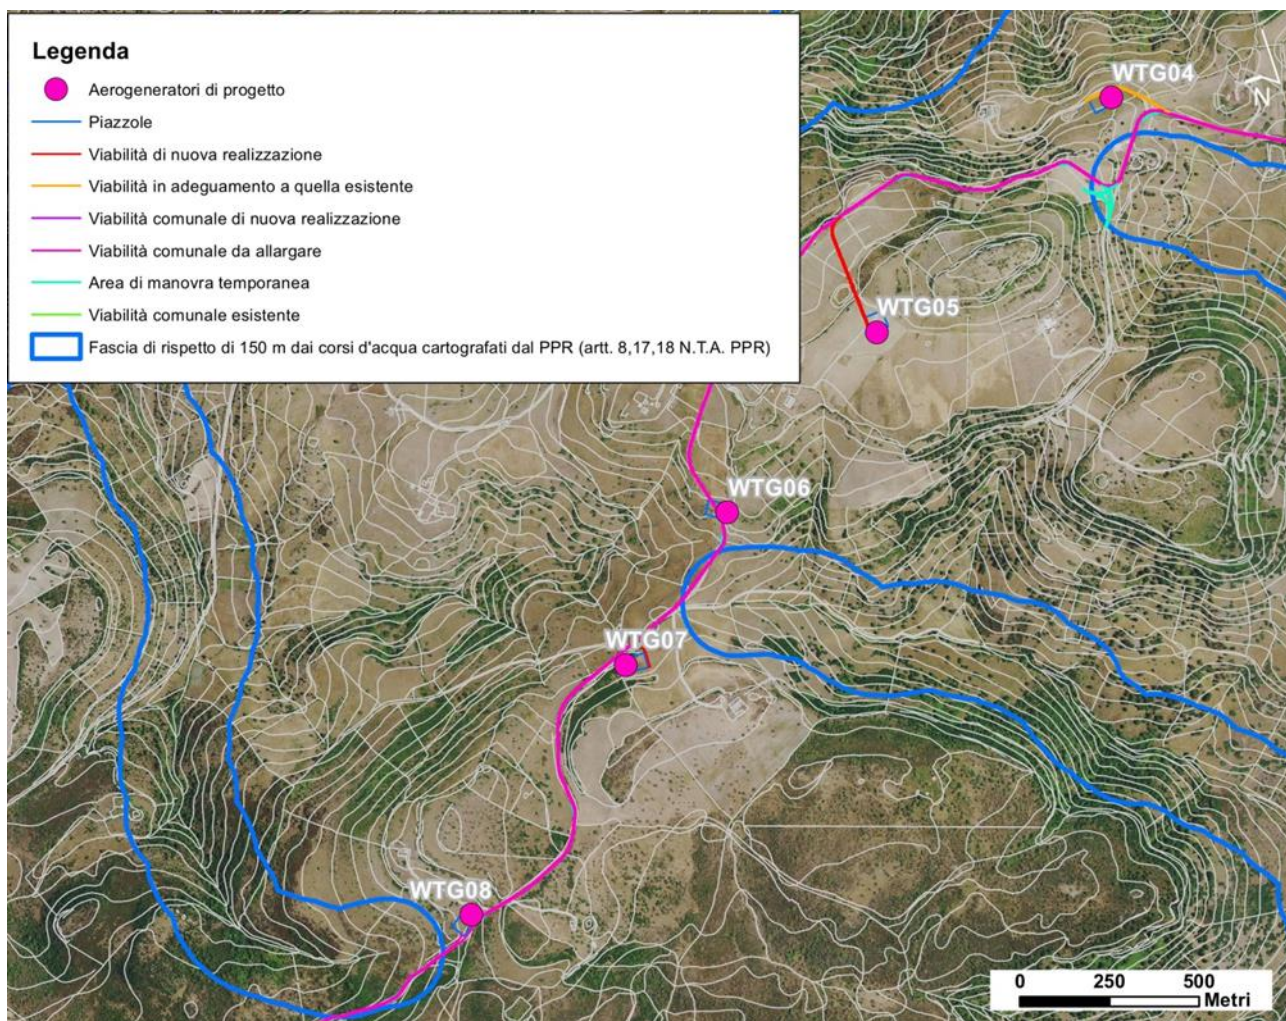 Legenda
Aerogeneratori di progetto
Piazzole
Viabilità di nuova realizzazione
Viabilità in adeguamento a quella esistente
Viabilità comunale di nuova realizzazione
Viabilità comunale da allargare
Area di manovra temporanea
Viabilità comunale esistente
Fascia di rispetto di 150 m dai corsi d'acqua cartografati dal PPR (artt. 8,17,18 N.T.A. PPR)
WTG04
N
WTG05
WTG06
WTG07
WTG08
0 250 500
Metri